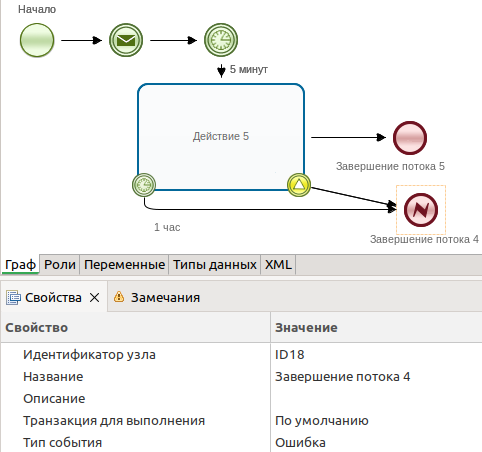 Начало
5 минут
Действие 5
Завершение потока 5
1 час
Завершение потока 4
Граф Роли Переменные Типы данных XML
Свойства Замечания
Свойство Значение
Идентификатор узла ID18
Название Завершение потока 4
Описание
Транзакция для выполнения По умолчанию
Тип события Ошибка